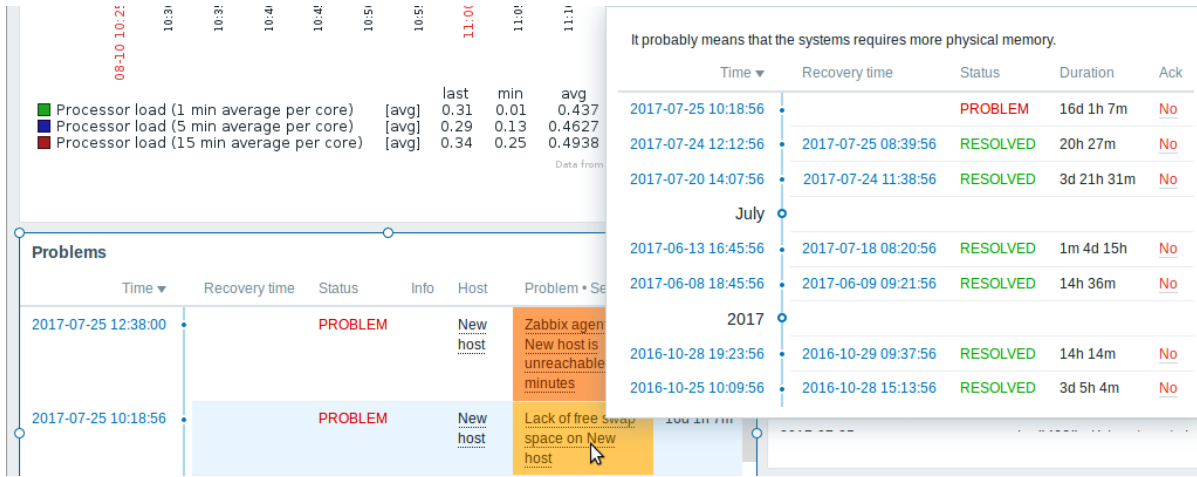 08-10 10:25
10:3
10:3
10:4
10:4
10:5
10:5
11:00
11:0
11:1
last min avg
Processor load (1 min average per core) [avg] 0.31 0.01 0.437
Processor load (5 min average per core) [avg] 0.29 0.13 0.4627
Processor load (15 min average per core) [avg] 0.34 0.25 0.4938
Data from
Problems
Time ▼ Recovery time Status Info Host Problem • Se
2017-07-25 12:38:00 PROBLEM New host Zabbix agen
New host is
unreachable
minutes
2017-07-25 10:18:56 PROBLEM New host Lack of free swap
space on New
host
16d 1h 7m
It probably means that the systems requires more physical memory.
Time ▼ Recovery time Status Duration Ack
2017-07-25 10:18:56 PROBLEM 16d 1h 7m No
2017-07-24 12:12:56 2017-07-25 08:39:56 RESOLVED 20h 27m No
2017-07-20 14:07:56 2017-07-24 11:38:56 RESOLVED 3d 21h 31m No
July
2017-06-13 16:45:56 2017-07-18 08:20:56 RESOLVED 1m 4d 15h No
2017-06-08 18:45:56 2017-06-09 09:21:56 RESOLVED 14h 36m No
2017
2016-10-28 19:23:56 2016-10-29 09:37:56 RESOLVED 14h 14m No
2016-10-25 10:09:56 2016-10-28 15:13:56 RESOLVED 3d 5h 4m No